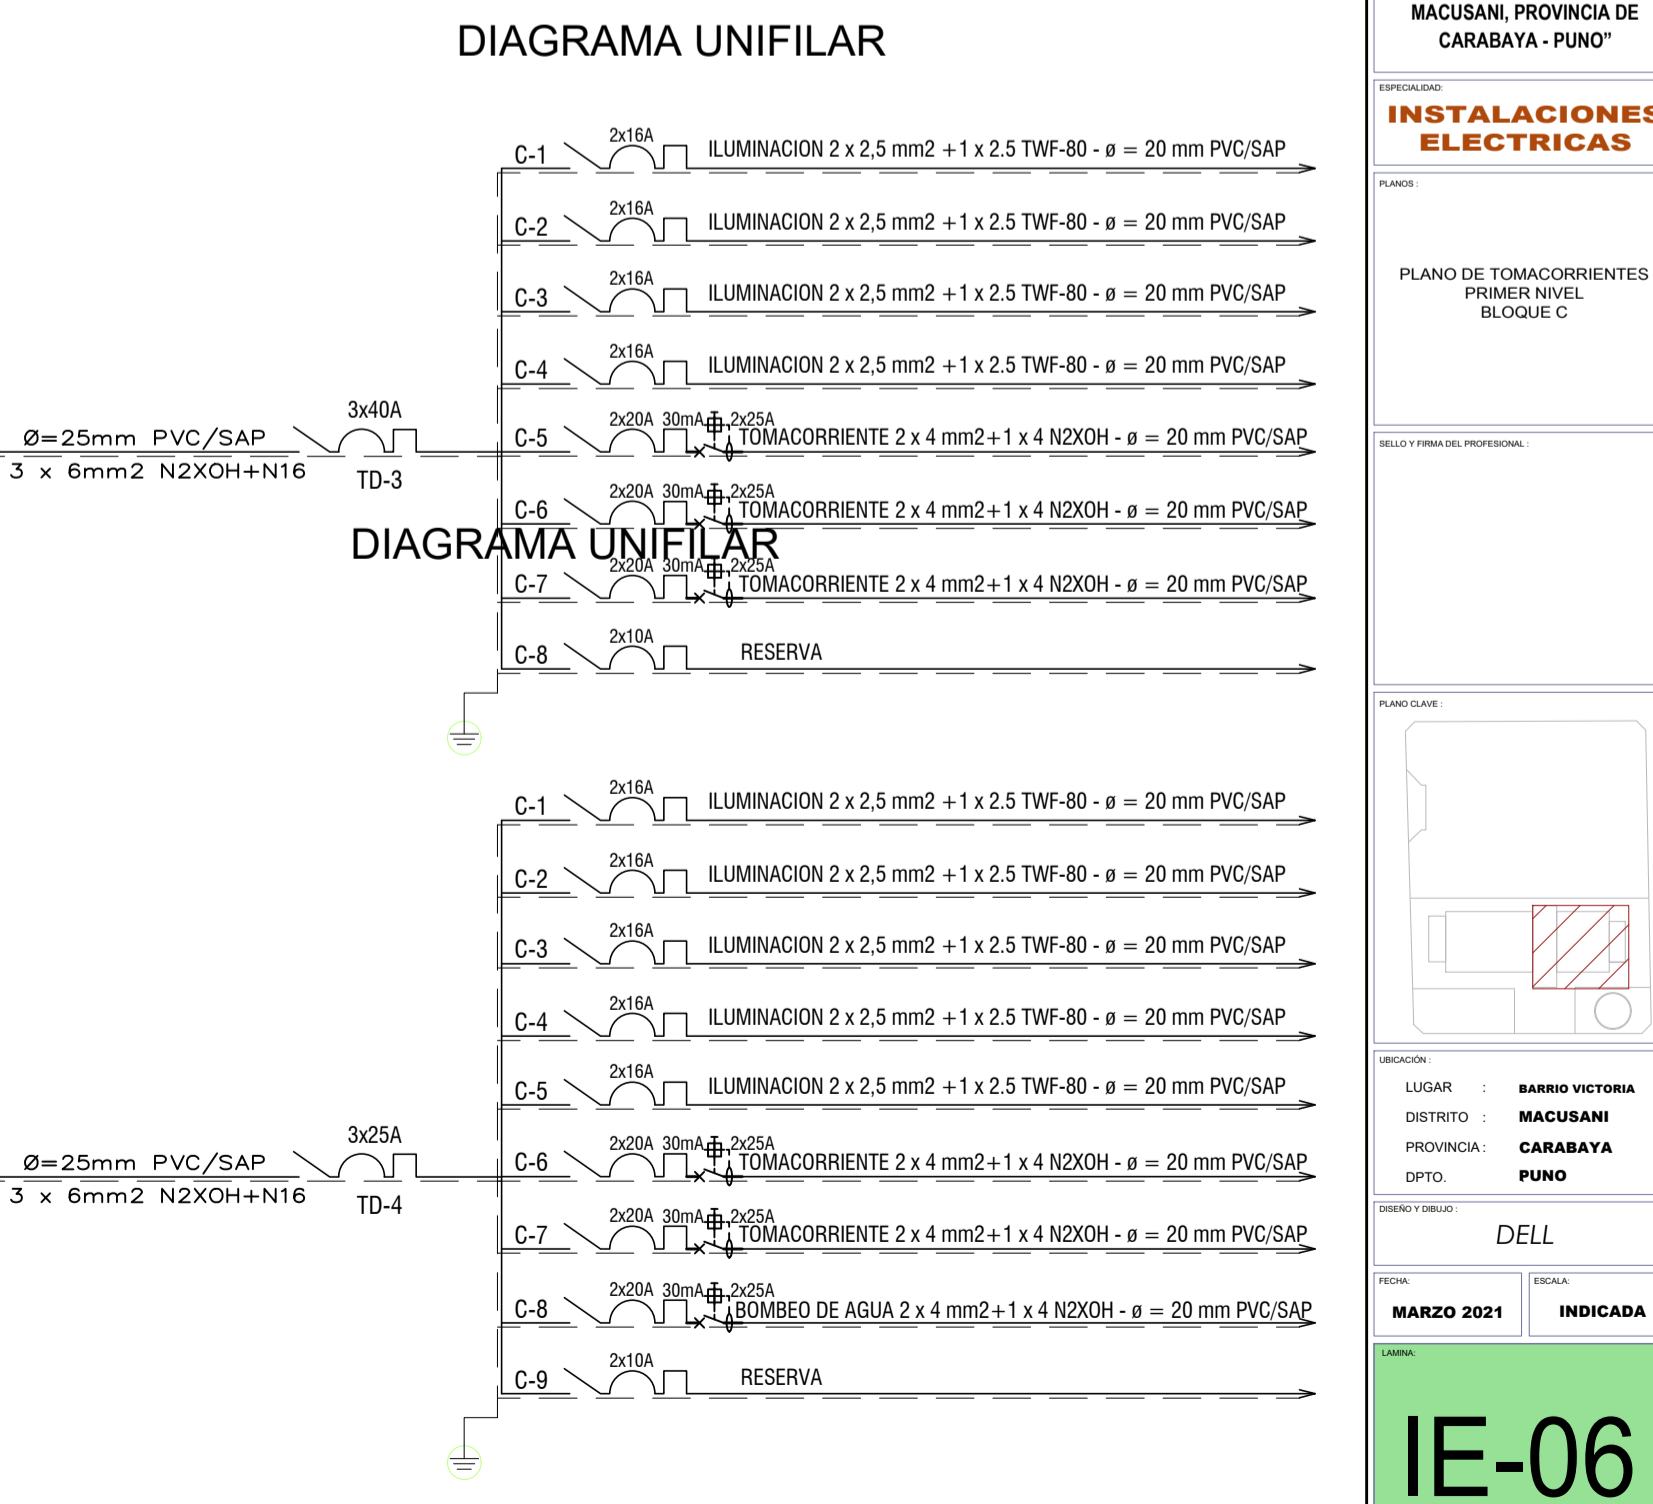 DIAGRAMA UNIFILAR
C-1 2x16A ILUMINACION 2 x 2,5 mm2 +1 x 2.5 TWF-80 - ø = 20 mm PVC/SAP
C-2 2x16A ILUMINACION 2 x 2,5 mm2 +1 x 2.5 TWF-80 - ø = 20 mm PVC/SAP
C-3 2x16A ILUMINACION 2 x 2,5 mm2 +1 x 2.5 TWF-80 - ø = 20 mm PVC/SAP
C-4 2x16A ILUMINACION 2 x 2,5 mm2 +1 x 2.5 TWF-80 - ø = 20 mm PVC/SAP
3x40A
Ø=25mm PVC/SAP
3 x 6mm2 N2XOH+N16
TD-3
C-5 2x20A 30mA 2x25A TOMACORRIENTE 2 x 4 mm2+1 x 4 N2XOH - ø = 20 mm PVC/SAP
C-6 2x20A 30mA 2x25A TOMACORRIENTE 2 x 4 mm2+1 x 4 N2XOH - ø = 20 mm PVC/SAP
DIAGRAMA UNIFILAR
C-7 2x20A 30mA 2x25A TOMACORRIENTE 2 x 4 mm2+1 x 4 N2XOH - ø = 20 mm PVC/SAP
C-8 2x10A RESERVA
C-1 2x16A ILUMINACION 2 x 2,5 mm2 +1 x 2.5 TWF-80 - ø = 20 mm PVC/SAP
C-2 2x16A ILUMINACION 2 x 2,5 mm2 +1 x 2.5 TWF-80 - ø = 20 mm PVC/SAP
C-3 2x16A ILUMINACION 2 x 2,5 mm2 +1 x 2.5 TWF-80 - ø = 20 mm PVC/SAP
C-4 2x16A ILUMINACION 2 x 2,5 mm2 +1 x 2.5 TWF-80 - ø = 20 mm PVC/SAP
C-5 2x16A ILUMINACION 2 x 2,5 mm2 +1 x 2.5 TWF-80 - ø = 20 mm PVC/SAP
3x25A
Ø=25mm PVC/SAP
3 x 6mm2 N2XOH+N16
TD-4
C-6 2x20A 30mA 2x25A TOMACORRIENTE 2 x 4 mm2+1 x 4 N2XOH - ø = 20 mm PVC/SAP
C-7 2x20A 30mA 2x25A TOMACORRIENTE 2 x 4 mm2+1 x 4 N2XOH - ø = 20 mm PVC/SAP
C-8 2x20A 30mA 2x25A BOMBEO DE AGUA 2 x 4 mm2+1 x 4 N2XOH - ø = 20 mm PVC/SAP
C-9 2x10A RESERVA
MACUSANI, PROVINCIA DE
CARABAYA - PUNO”
ESPECIALIDAD:
INSTALACIONES
ELECTRICAS
PLANOS :
PLANO DE TOMACORRIENTES
PRIMER NIVEL
BLOQUE C
SELLO Y FIRMA DEL PROFESIONAL :
PLANO CLAVE :
UBICACIÓN :
LUGAR : BARRIO VICTORIA
DISTRITO : MACUSANI
PROVINCIA : CARABAYA
DPTO. PUNO
DISEÑO Y DIBUJO :
DELL
FECHA:
MARZO 2021
ESCALA:
INDICADA
LAMINA:
IE-06